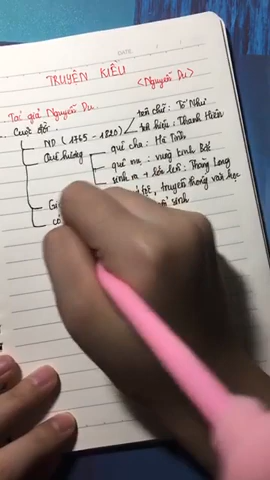 DATE
TRUYỆN KIỀU
<Nguyễn Du>
Tác giả Nguyễn Du.
Cuộc đời
ND (1765 - 1820) tên chữ: Tố Như
tên hiệu: Thanh Hiên
Quê hương quê cha: Hà Tĩnh
quê mẹ: vùng Kinh Bắc
sinh ra + lớn lên: Thăng Long
truyền thống văn học
Gia
sinh